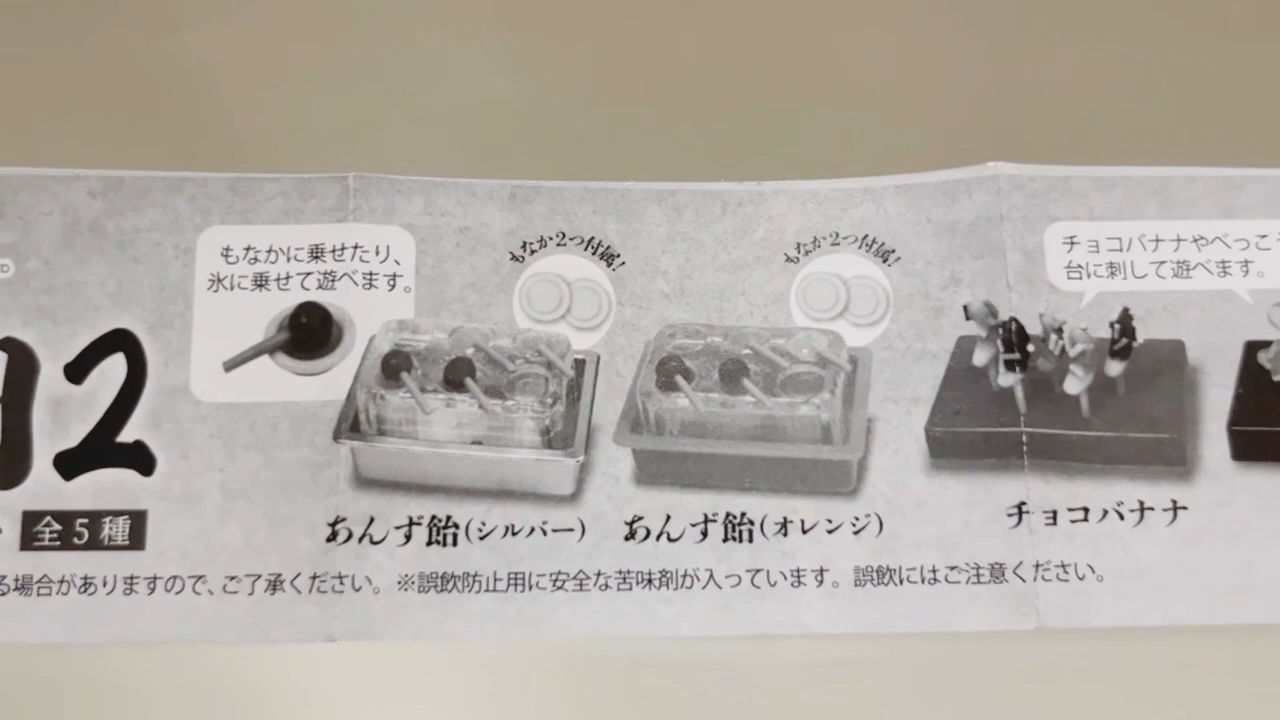 もなかに乗せたり、
氷に乗せて遊べます。
もなか2つ付属!
もなか2つ付属!
チョコバナナやべっこ
台に刺して遊べます。
2
全5種
あんず飴(シルバー)
あんず飴(オレンジ)
チョコバナナ
る場合がありますので、ご了承ください。※誤飲防止用に安全な苦味剤が入っています。誤飲にはご注意ください。